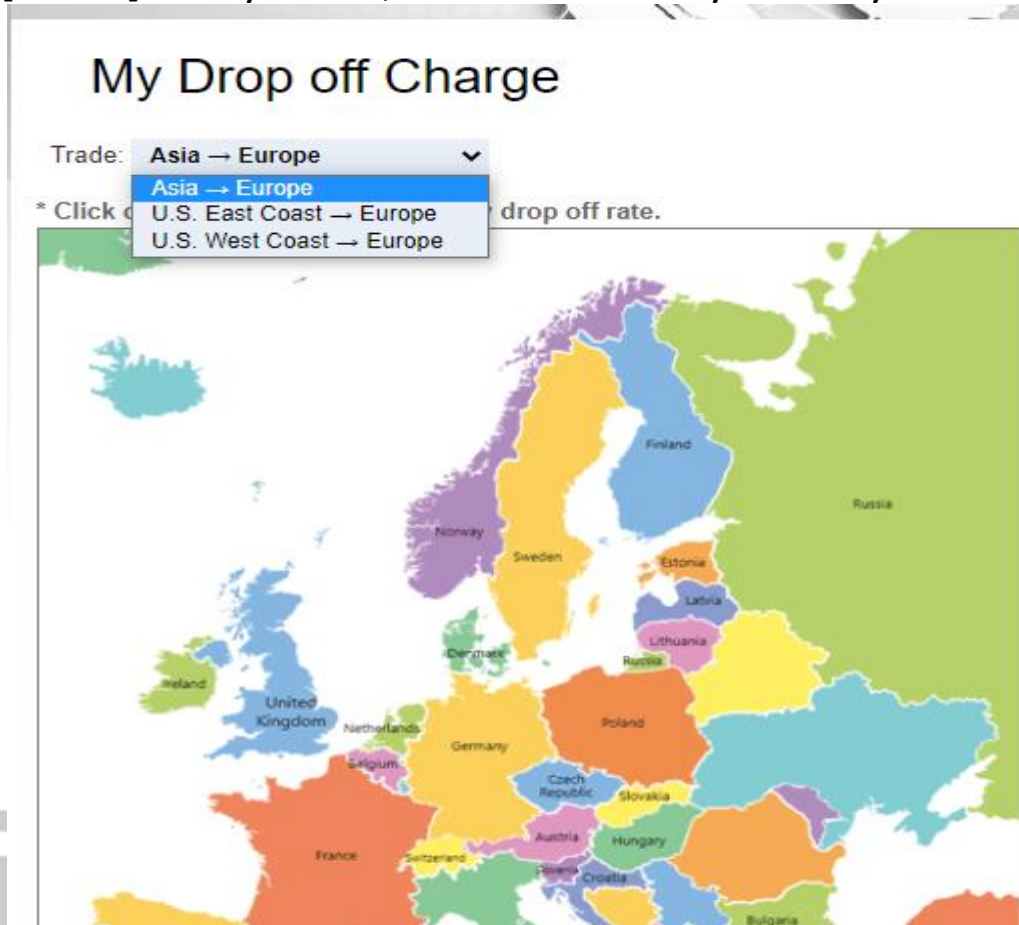 My Drop off Charge
Trade: Asia → Europe
Asia → Europe
* Click drop off rate.
U.S. East Coast → Europe
U.S. West Coast → Europe
Finland
Russia
Norway
Sweden
Estonia
Latvia
Lithuania
Denmark
Russia
Ireland
United
Kingdom
Netherlands
Poland
Germany
Belgium
Czech
Republic
Slovakia
Austria
Hungary
France
Switzerland
Slovenia
Croatia
Bulgaria